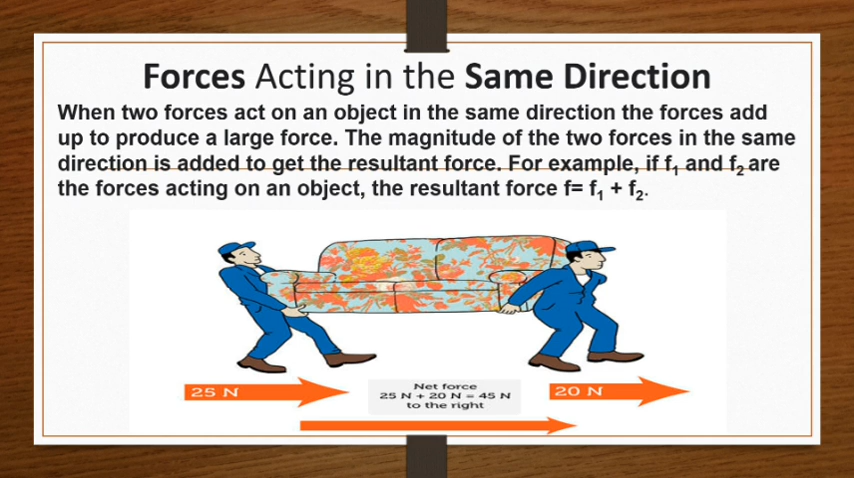 Forces Acting in the Same Direction
When two forces act on an object in the same direction the forces add
up to produce a large force. The magnitude of the two forces in the same
direction is added to get the resultant force. For example, if f₁ and f₂ are
the forces acting on an object, the resultant force f= f₁ + f₂.
25 N
Net force
25 N + 20 N = 45 N
to the right
20 N